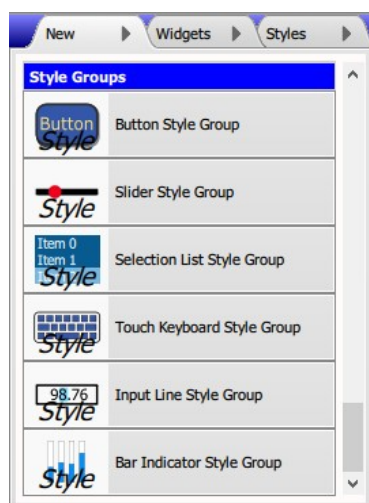 New Widgets Styles
Style Groups
Button
Style
Button Style Group
Style
Slider Style Group
Item 0
Item 1
Style
Selection List Style Group
Style
Touch Keyboard Style Group
98.76
Style
Input Line Style Group
Style
Bar Indicator Style Group